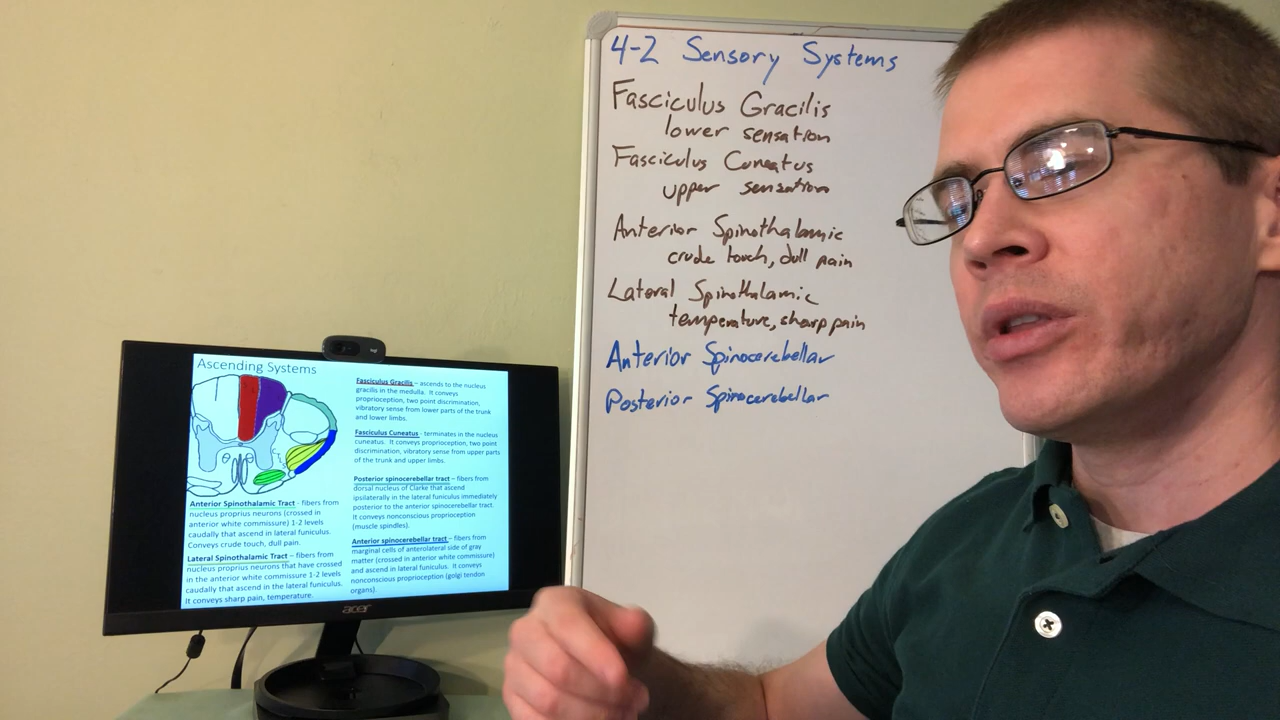 4-2 Sensory Systems
Fasciculus Gracilis
lower sensation
Fasciculus Cuneatus
upper sensation
Anterior Spinothalamic
crude touch, dull pain
Lateral Spinothalamic
temperature, sharp pain
Anterior Spinocerebellar
Posterior Spinocerebellar
Ascending Systems
Fasciculus Gracilis – ascends to the nucleus
gracilis in the medulla. It conveys
proprioception, two point discrimination,
vibratory sense from lower parts of the trunk
and lower limbs.
Fasciculus Cuneatus - terminates in the nucleus
cuneatus. It conveys proprioception, two point
discrimination, vibratory sense from upper parts
of the trunk and upper limbs.
Posterior spinocerebellar tract – fibers from
dorsal nucleus of Clarke that ascend
ipsilaterally in the lateral funiculus immediately
posterior to the anterior spinocerebellar tract.
It conveys nonconscious proprioception
(muscle spindles).
Anterior spinocerebellar tract – fibers from
marginal cells of anterolateral side of gray
matter (crossed in anterior white commissure)
and ascend in lateral funiculus. It conveys
nonconscious proprioception (golgi tendon
organs).
Anterior Spinothalamic Tract - fibers from
nucleus proprius neurons (crossed in
anterior white commissure) 1-2 levels
caudally that ascend in lateral funiculus.
Conveys crude touch, dull pain.
Lateral Spinothalamic Tract – fibers from
nucleus proprius neurons that have crossed
in the anterior white commissure 1-2 levels
caudally that ascend in the lateral funiculus.
It conveys sharp pain, temperature.
acer